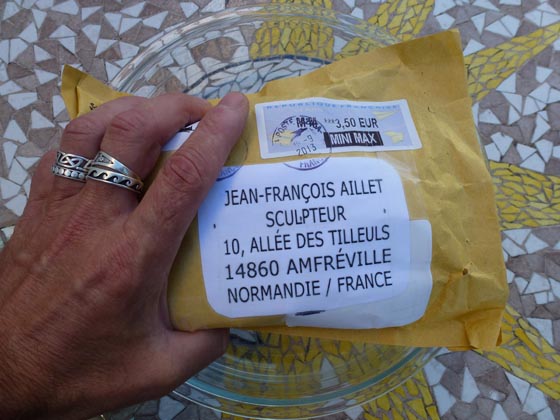 REPUBLIQUE FRANÇAISE
3,50 EUR
MINI MAX
2013
JEAN-FRANÇOIS AILLET
SCULPTEUR
10, ALLÉE DES TILLEULS
14860 AMFRÉVILLE
NORMANDIE / FRANCE